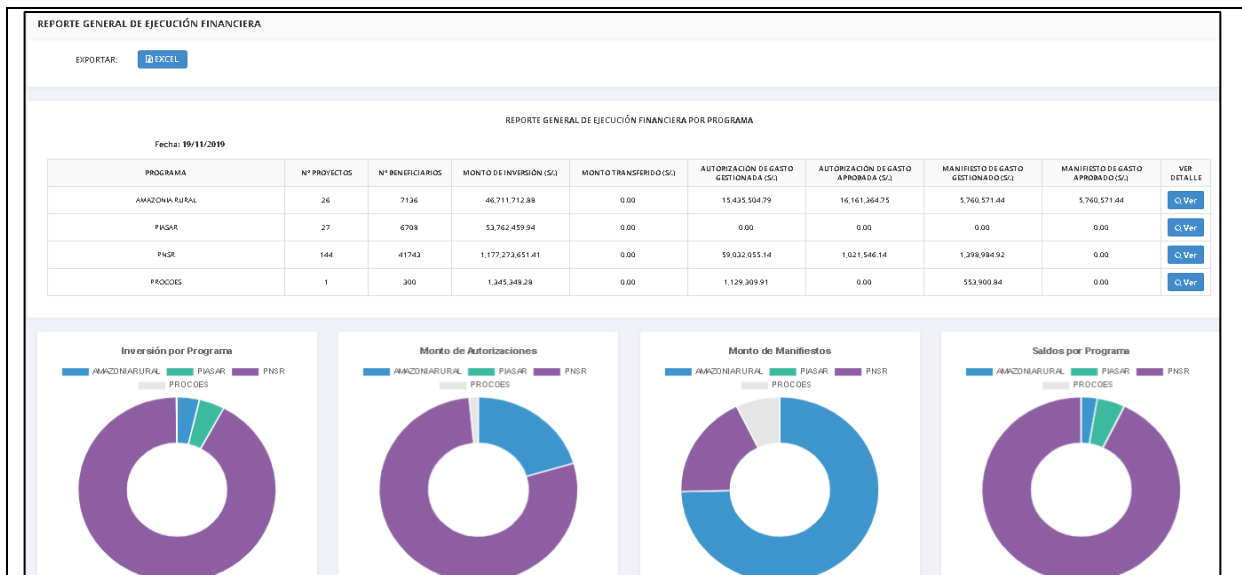 REPORTE GENERAL DE EJECUCIÓN FINANCIERA
EXPORTAR: EXCEL
REPORTE GENERAL DE EJECUCIÓN FINANCIERA POR PROGRAMA
Fecha: 19/11/2019
PROGRAMA Nº PROYECTOS Nº BENEFICIARIOS MONTO DE INVERSIÓN (S/.) MONTO TRANSFERIDO (S/.) AUTORIZACIÓN DE GASTO GESTIONADA (S/.) AUTORIZACIÓN DE GASTO APROBADA (S/.) MANIFIESTO DE GASTO GESTIONADO (S/.) MANIFIESTO DE GASTO APROBADO (S/.) VER DETALLE
AMAZONIA RURAL 26 7136 46,711,712.88 0.00 15,435,504.79 16,161,364.75 5,760,571.44 5,760,571.44 Ver
PIASAR 27 6708 53,762,459.94 0.00 0.00 0.00 0.00 0.00 Ver
PNSR 144 41743 1,177,273,651.41 0.00 59,032,055.14 1,021,546.14 1,398,984.92 0.00 Ver
PROCOES 1 300 1,345,348.28 0.00 1,129,309.91 0.00 553,900.84 0.00 Ver
Inversión por Programa
AMAZONIARURAL PIASAR PNSR
PROCOES
Monto de Autorizaciones
AMAZONIARURAL PIASAR PNSR
PROCOES
Monto de Manifiestos
AMAZONIARURAL PIASAR PNSR
PROCOES
Saldos por Programa
AMAZONIARURAL PIASAR PNSR
PROCOES